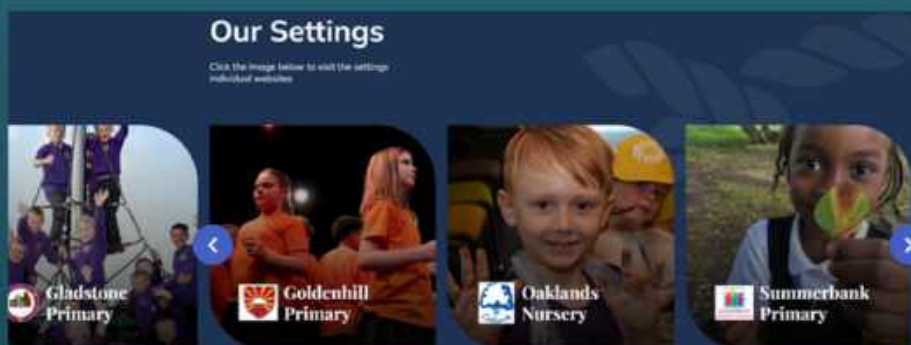 Our Settings
Click the image below to visit the settings
individual websites
Gladstone
Primary
Goldenhill
Primary
Oaklands
Nursery
Summerbank
Primary